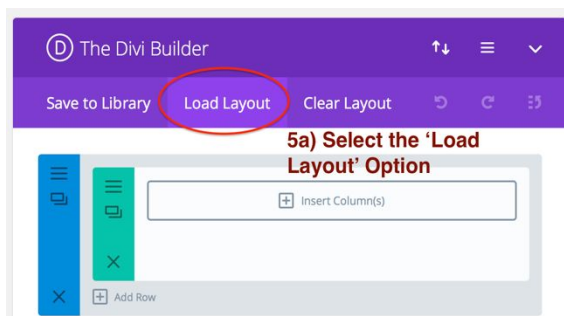 D The Divi Builder
Save to Library Load Layout Clear Layout
5a) Select the ‘Load
Layout’ Option
Insert Column(s)
Add Row